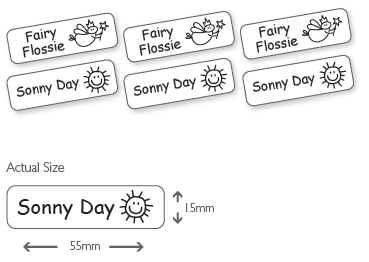 Fairy
Flossie
Fairy
Flossie
Fairy
Flossie
Sonny Day
Sonny Day
Sonny Day
Actual Size
Sonny Day
15mm
55mm